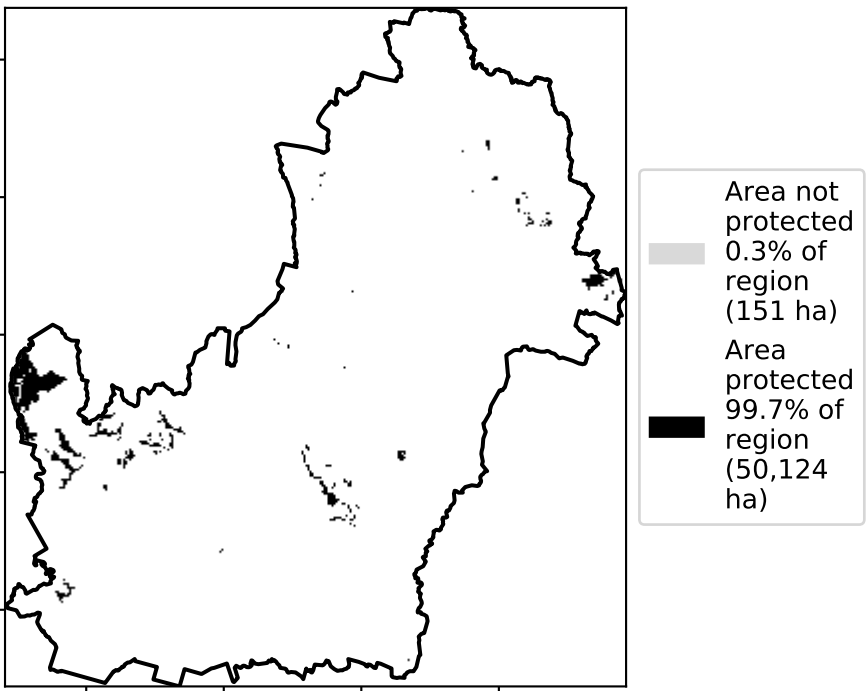 Area not
protected
0.3% of
region
(151 ha)
Area
protected
99.7% of
region
(50,124
ha)